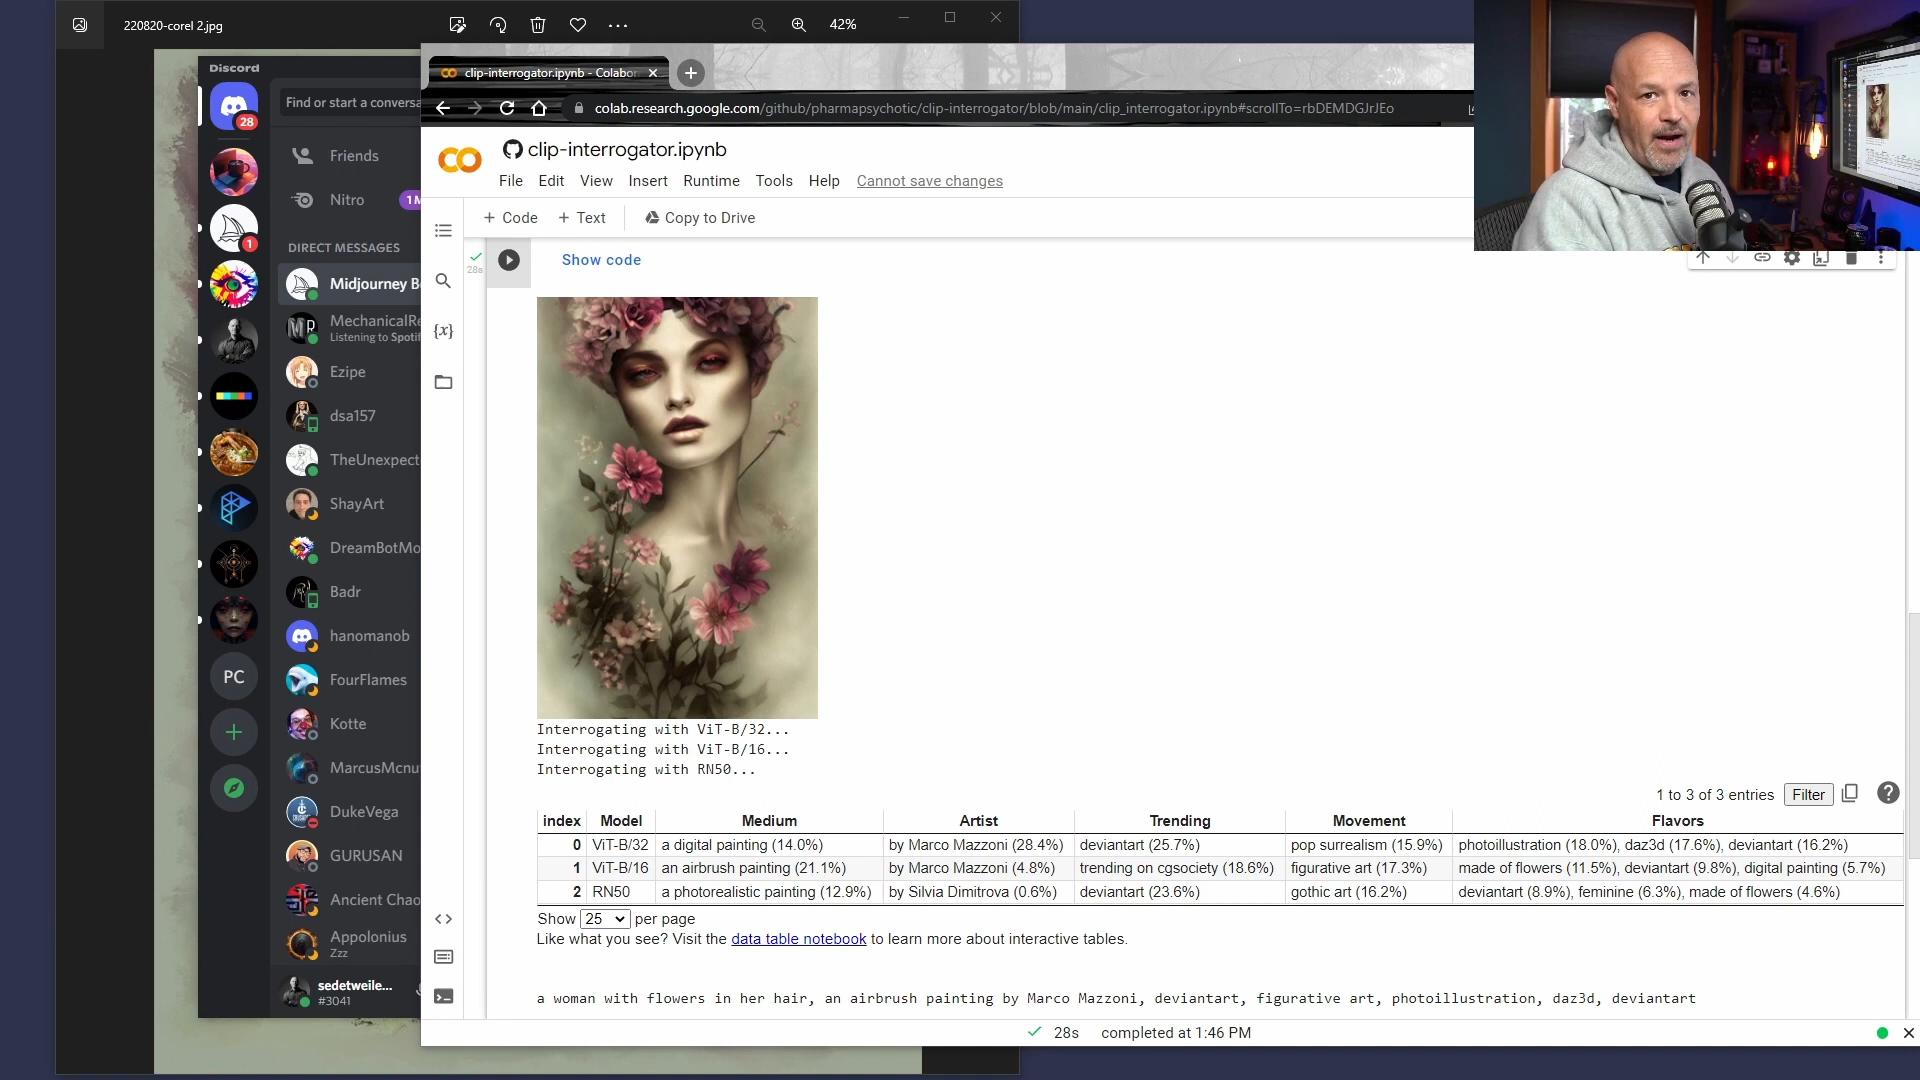 220820-corel 2.jpg
42%
Discord
28
Find or start a conversa
Friends
Nitro
DIRECT MESSAGES
1
Midjourney B
MechanicalRe
Listening to Spotif
Ezipe
dsa157
TheUnexpect
ShayArt
DreamBotMo
Badr
hanomanob
PC
FourFlames
Kotte
MarcusMcnu
DukeVega
GURUSAN
Ancient Chao
Appolonius
Zzz
sedetweile...
#3041
clip-interrogator.ipynb - Colabor
colab.research.google.com/github/pharmapsychotic/clip-interrogator/blob/main/clip_interrogator.ipynb#scrollTo=rbDEMDGJrJEo
clip-interrogator.ipynb
File Edit View Insert Runtime Tools Help Cannot save changes
+ Code + Text Copy to Drive
28s
Show code
{x}
Interrogating with ViT-B/32...
Interrogating with ViT-B/16...
Interrogating with RN50...
1 to 3 of 3 entries Filter
index Model Medium Artist Trending Movement Flavors
0 ViT-B/32 a digital painting (14.0%) by Marco Mazzoni (28.4%) deviantart (25.7%) pop surrealism (15.9%) photoillustration (18.0%), daz3d (17.6%), deviantart (16.2%)
1 ViT-B/16 an airbrush painting (21.1%) by Marco Mazzoni (4.8%) trending on cgsociety (18.6%) figurative art (17.3%) made of flowers (11.5%), deviantart (9.8%), digital painting (5.7%)
2 RN50 a photorealistic painting (12.9%) by Silvia Dimitrova (0.6%) deviantart (23.6%) gothic art (16.2%) deviantart (8.9%), feminine (6.3%), made of flowers (4.6%)
Show 25 per page
Like what you see? Visit the data table notebook to learn more about interactive tables.
a woman with flowers in her hair, an airbrush painting by Marco Mazzoni, deviantart, figurative art, photoillustration, daz3d, deviantart
28s completed at 1:46 PM